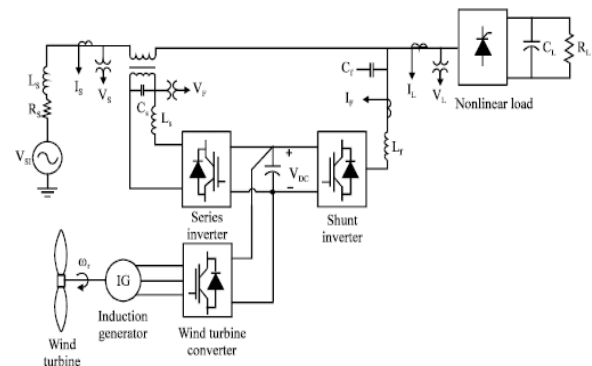 L_S
R_S
V_SI
I_S
V_S
C_s
V_F
L_s
Series
inverter
+
V_DC
−
Shunt
inverter
C_f
I_F
L_f
I_L
V_L
Nonlinear load
C_L
R_L
ω_r
IG
Wind
turbine
Induction
generator
Wind turbine
converter